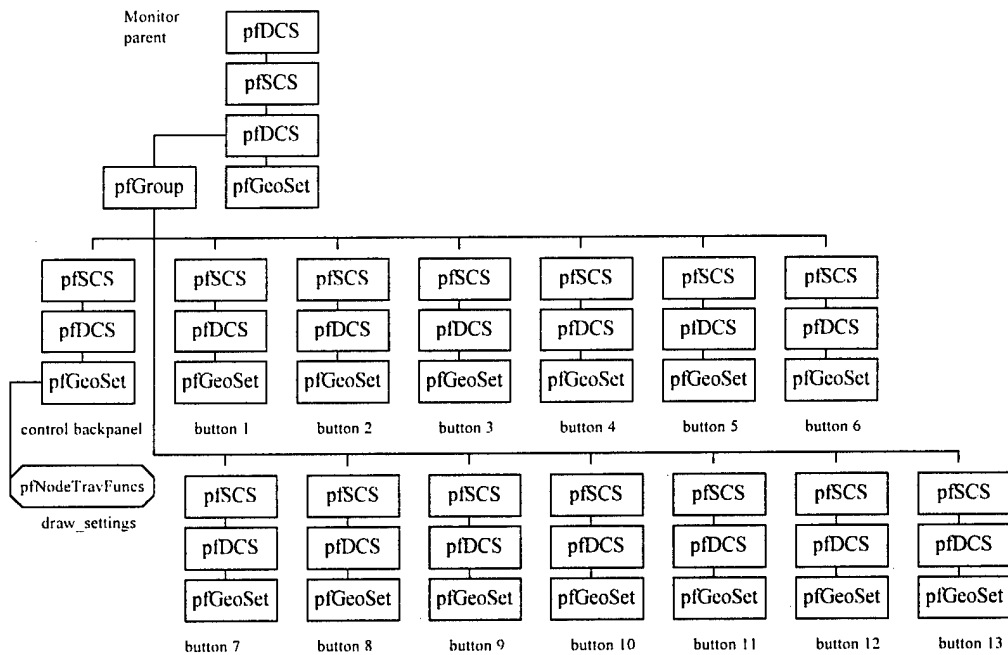 Monitor
parent
pfDCS
pfSCS
pfDCS
pfGroup
pfGeoSet
pfSCS pfSCS pfSCS pfSCS pfSCS pfSCS pfSCS
pfDCS pfDCS pfDCS pfDCS pfDCS pfDCS pfDCS
pfGeoSet pfGeoSet pfGeoSet pfGeoSet pfGeoSet pfGeoSet pfGeoSet
control backpanel button 1 button 2 button 3 button 4 button 5 button 6
pfNodeTravFuncs
draw_settings
pfSCS pfSCS pfSCS pfSCS pfSCS pfSCS pfSCS
pfDCS pfDCS pfDCS pfDCS pfDCS pfDCS pfDCS
pfGeoSet pfGeoSet pfGeoSet pfGeoSet pfGeoSet pfGeoSet pfGeoSet
button 7 button 8 button 9 button 10 button 11 button 12 button 13